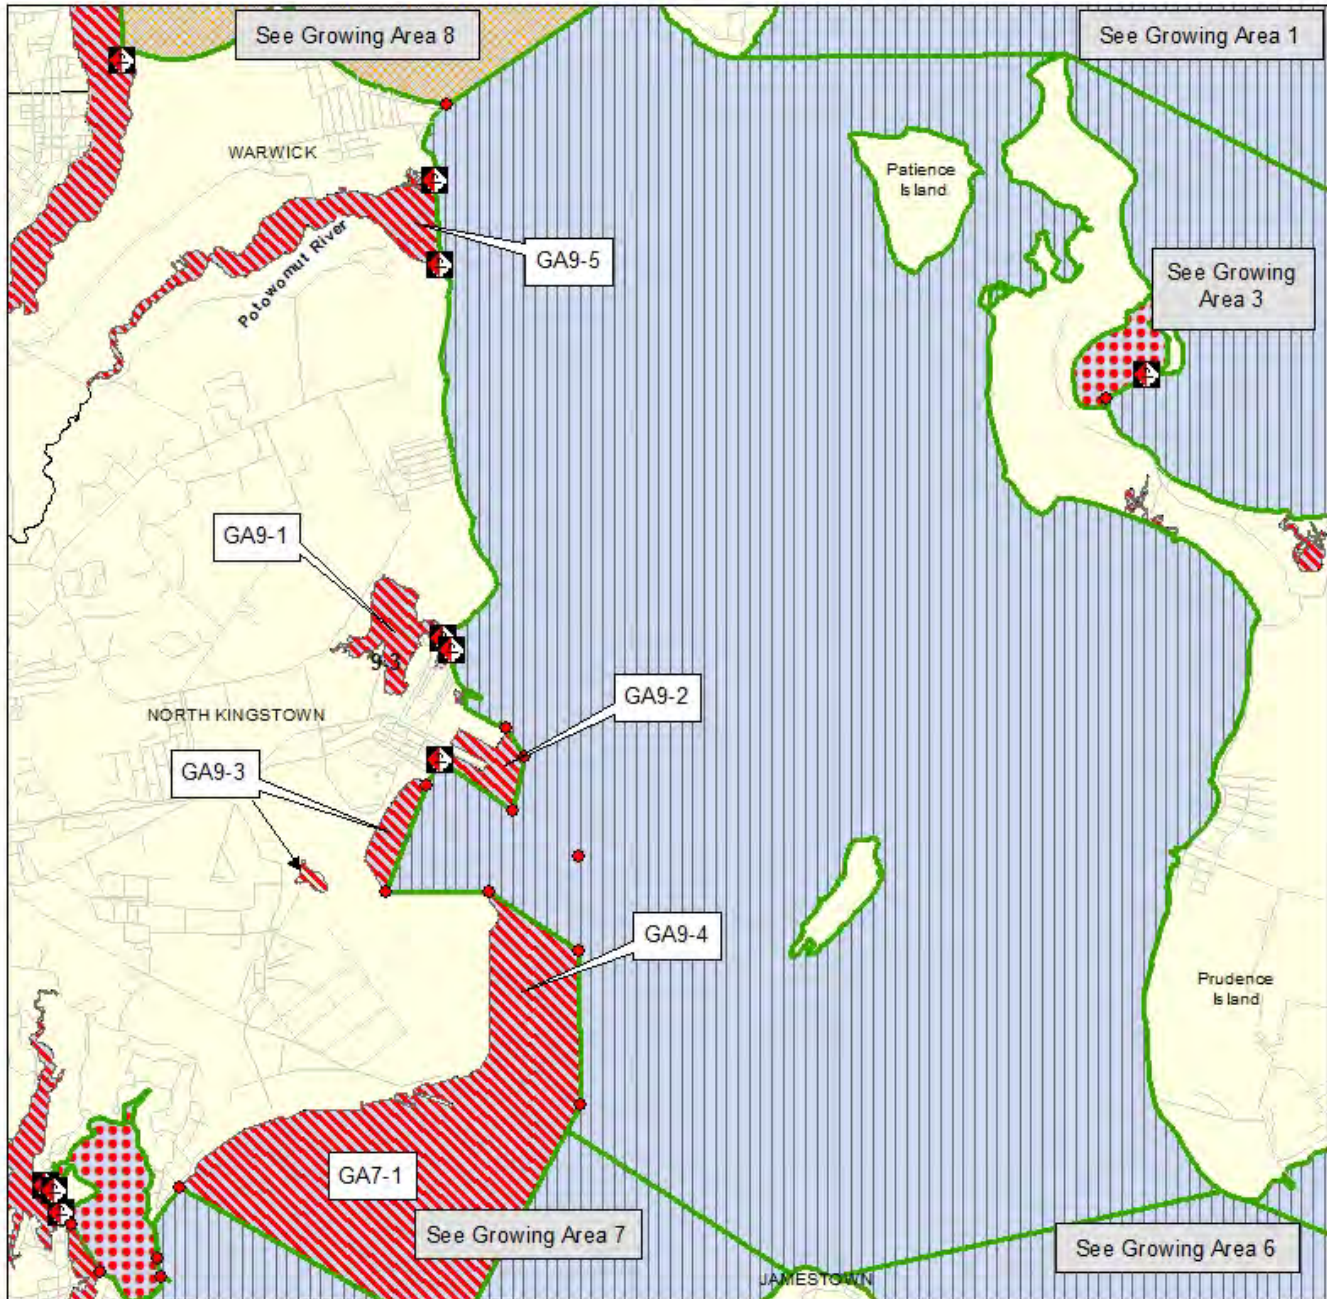 See Growing Area 8
See Growing Area 1
WARWICK
Patience
Island
Potowomut River
GA9-5
See Growing
Area 3
GA9-1
9-3
GA9-2
NORTH KINGSTOWN
GA9-3
GA9-4
Prudence
Island
GA7-1
See Growing Area 7
See Growing Area 6
JAMESTOWN